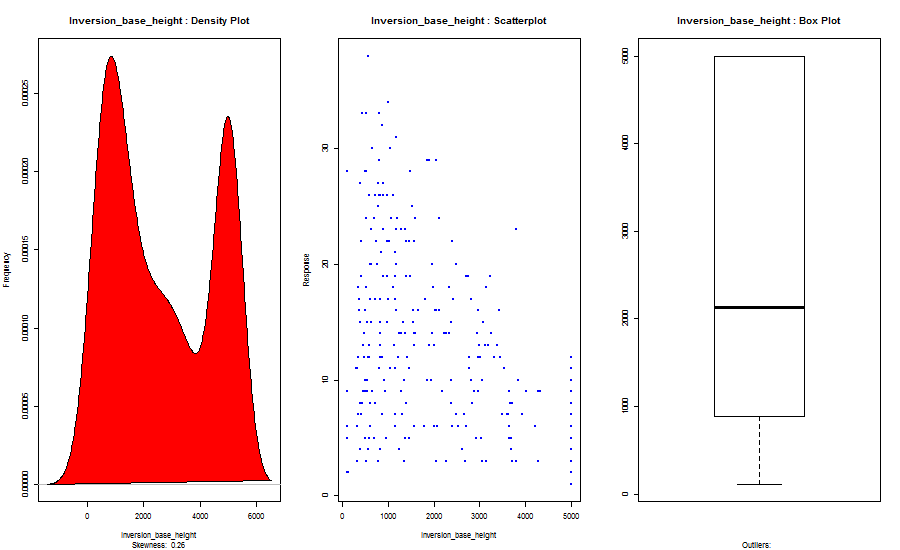 Inversion_base_height : Density Plot
Frequency
0.00000
0.00005
0.00010
0.00015
0.00020
0.00025
0
2000
4000
6000
Inversion_base_height
Skewness: 0.26
Inversion_base_height : Scatterplot
Response
0
10
20
30
0
1000
2000
3000
4000
5000
Inversion_base_height
Inversion_base_height : Box Plot
0
1000
2000
3000
4000
5000
Outliers: